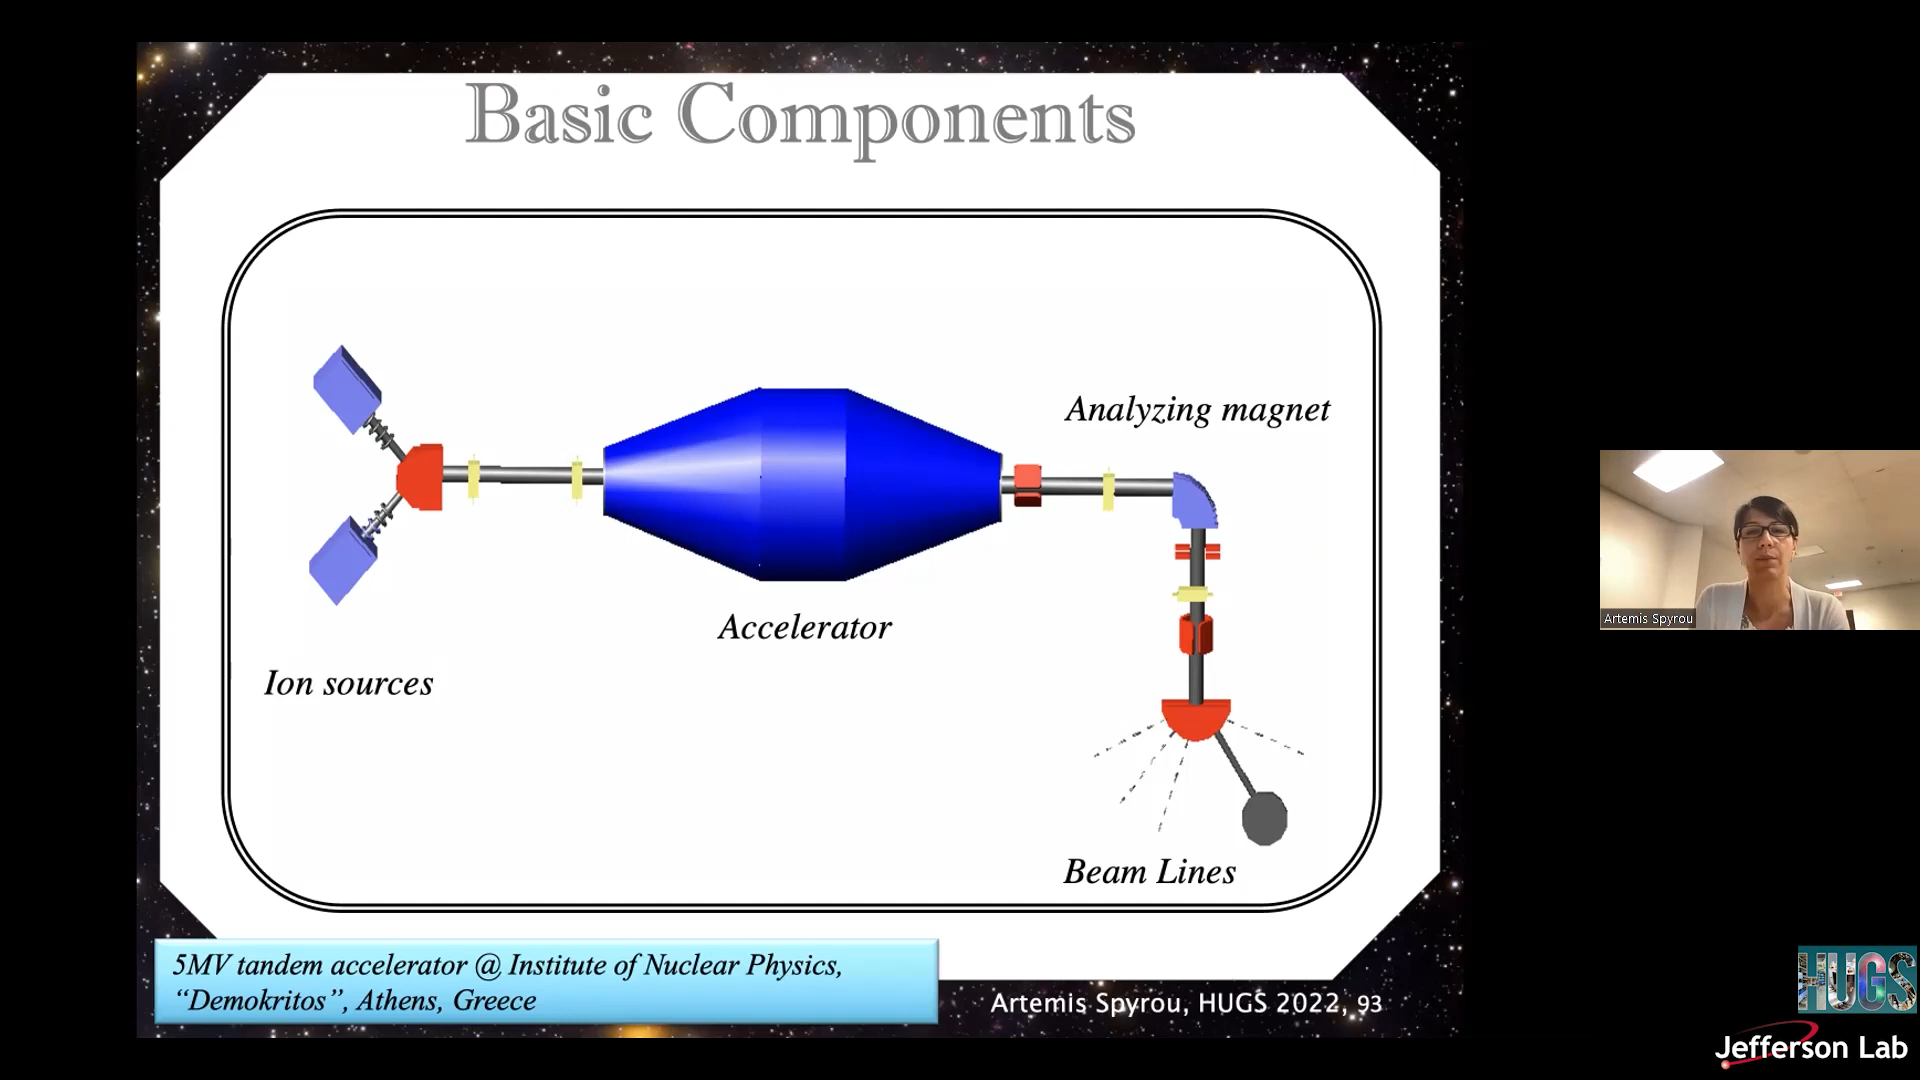 Basic Components
Analyzing magnet
Accelerator
Ion sources
Beam Lines
5MV tandem accelerator @ Institute of Nuclear Physics,
“Demokritos”, Athens, Greece
Artemis Spyrou, HUGS 2022, 93
Artemis Spyrou
HUGS
Jefferson Lab